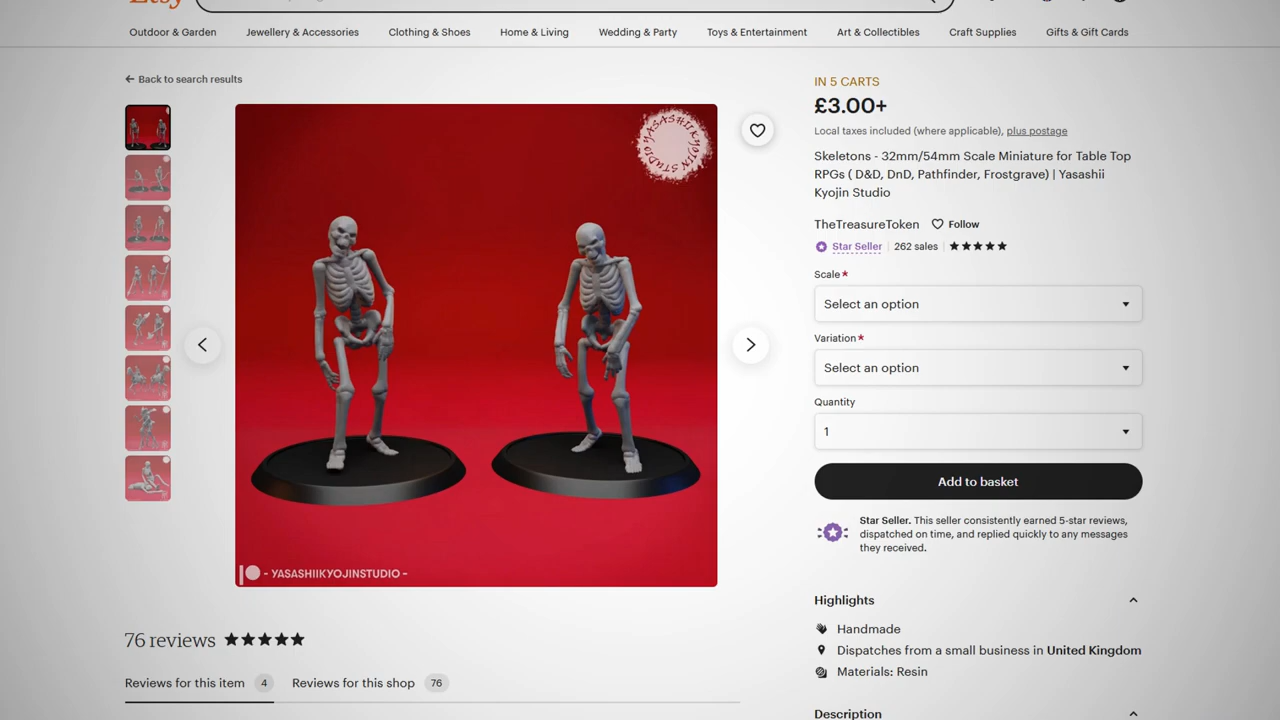 Etsy
Outdoor & Garden
Jewellery & Accessories
Clothing & Shoes
Home & Living
Wedding & Party
Toys & Entertainment
Art & Collectibles
Craft Supplies
Gifts & Gift Cards
Back to search results
YASASHIIKYOJIN STUDIO
- YASASHIIKYOJINSTUDIO -
IN 5 CARTS
£3.00+
Local taxes included (where applicable), plus postage
Skeletons - 32mm/54mm Scale Miniature for Table Top
RPGs ( D&D, DnD, Pathfinder, Frostgrave) | Yasashii
Kyojin Studio
TheTreasureToken Follow
Star Seller 262 sales
Scale*
Select an option
Variation*
Select an option
Quantity
1
Add to basket
Star Seller. This seller consistently earned 5-star reviews,
dispatched on time, and replied quickly to any messages
they received.
Highlights
Handmade
Dispatches from a small business in United Kingdom
Materials: Resin
Description
76 reviews
Reviews for this item 4
Reviews for this shop 76